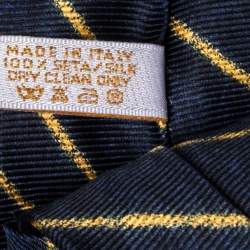 MADE IN ITALY
100% SETA/SILK
DRY CLEAN ONLY